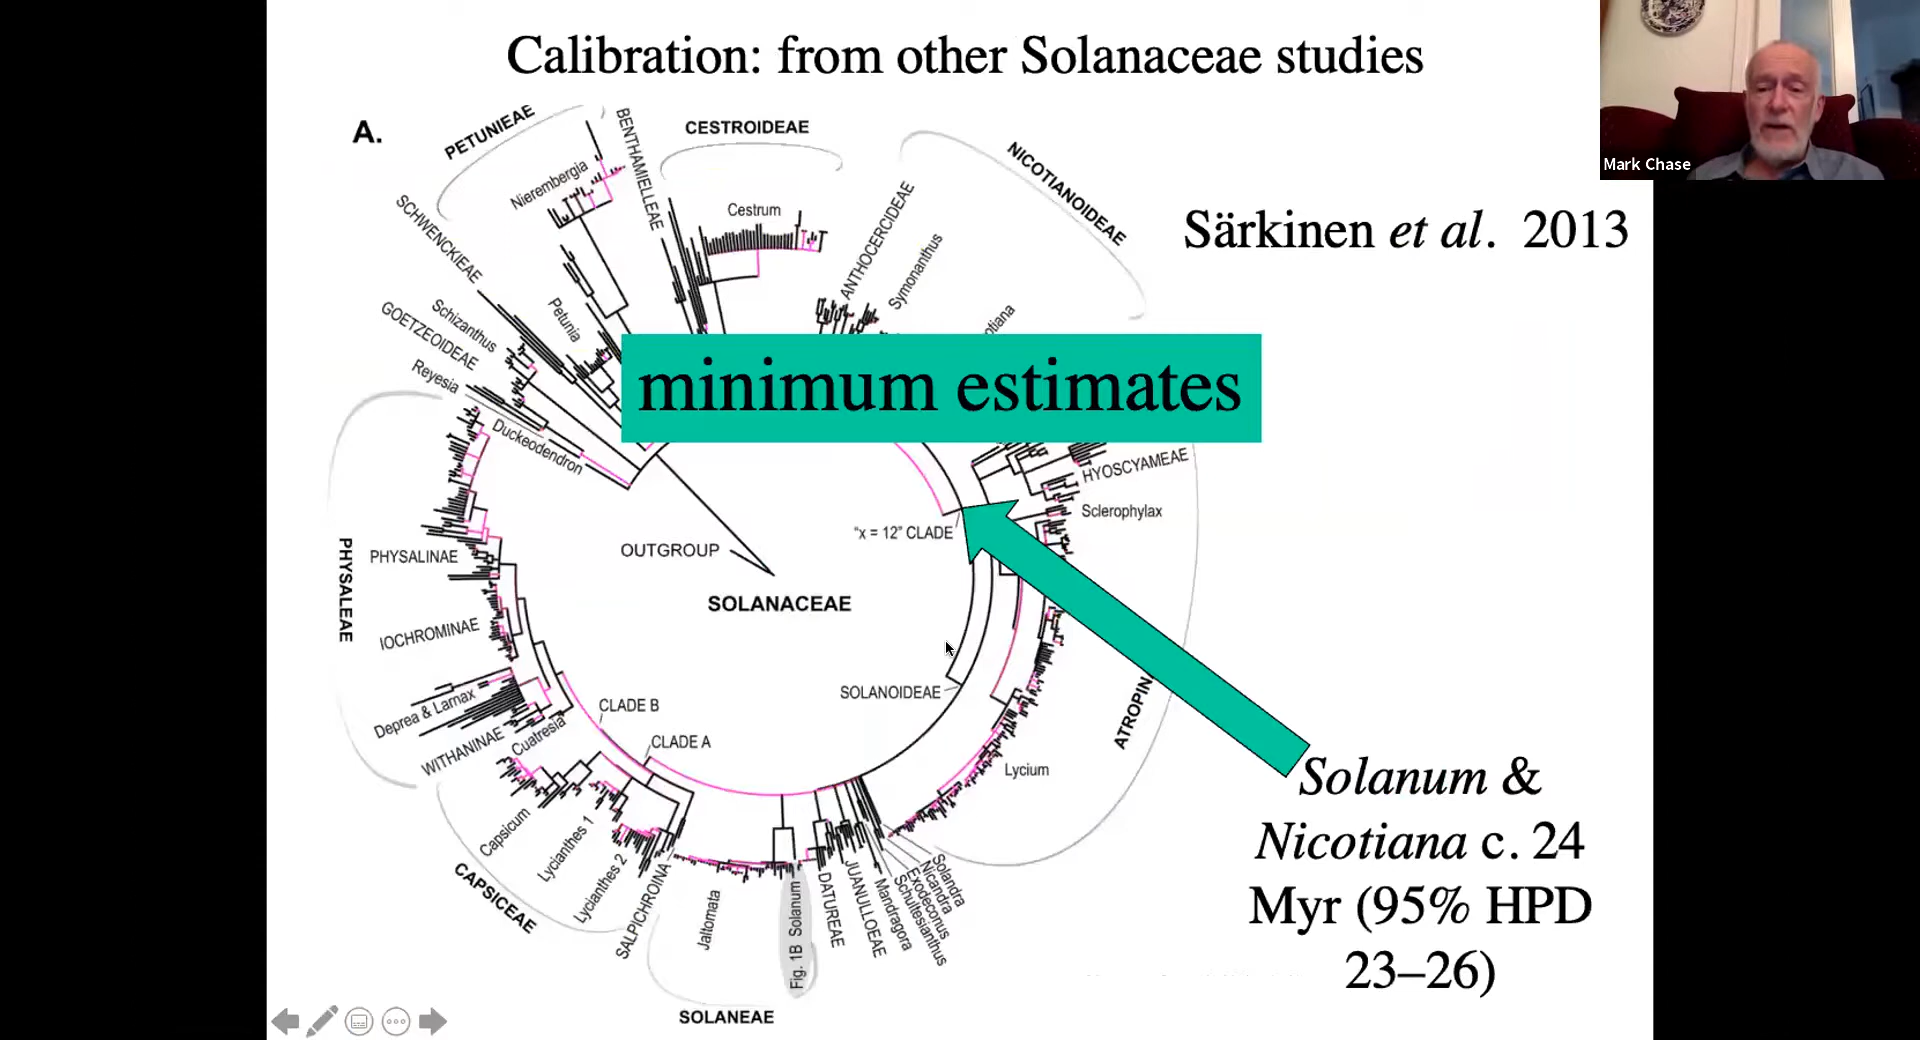 Calibration: from other Solanaceae studies
Mark Chase
A.
PETUNIEAE
BENTHAMIELLEAE
CESTROIDEAE
NICOTIANOIDEAE
Nierembergia
SCHWENCKIEAE
Cestrum
ANTHOCERCIDEAE
Symonanthus
Särkinen et al. 2013
Schizanthus
GOETZEOIDEAE
Petunia
otiana
Reyesia
minimum estimates
Duckeodendron
HYOSCYAMEAE
Sclerophylax
"x = 12" CLADE
OUTGROUP
PHYSALINAE
PHYSALEAE
SOLANACEAE
IOCHROMINAE
SOLANOIDEAE
Deprea & Larnax
CLADE B
CLADE A
WITHANINAE
Cuatresia
ATROPIN
Lycium
Solanum &
Nicotiana c. 24
Myr (95% HPD
23–26)
Capsicum
Lycianthes 1
Lycianthes 2
CAPSICEAE
SALPICHROINA
Jaltomata
Fig. 1B Solanum
DATUREAE
JUANULLOEAE
Mandragora
Schultesianthus
Exodeconus
Nicandra
Solandra
SOLANEAE